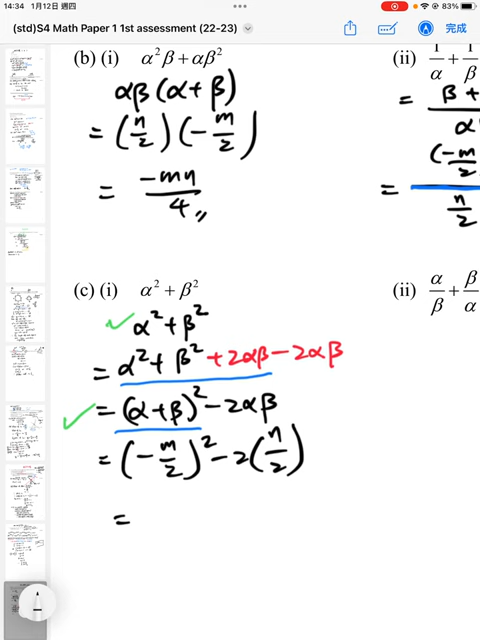 14:34 1月12日 週四
83%
(std)S4 Math Paper 1 1st assessment (22-23)
完成
(b) (i) α²β + αβ²
αβ(α + β)
= (n/2)(-m/2)
= -mn/4 〃
(ii) 1/α + 1/β
= β +
α
(-m/2
= n/2
(c) (i) α² + β²
✓ α² + β²
= α² + β² + 2αβ - 2αβ
✓ = (α + β)² - 2αβ
= (-m/2)² - 2(n/2)
=
(ii) α/β + β/α